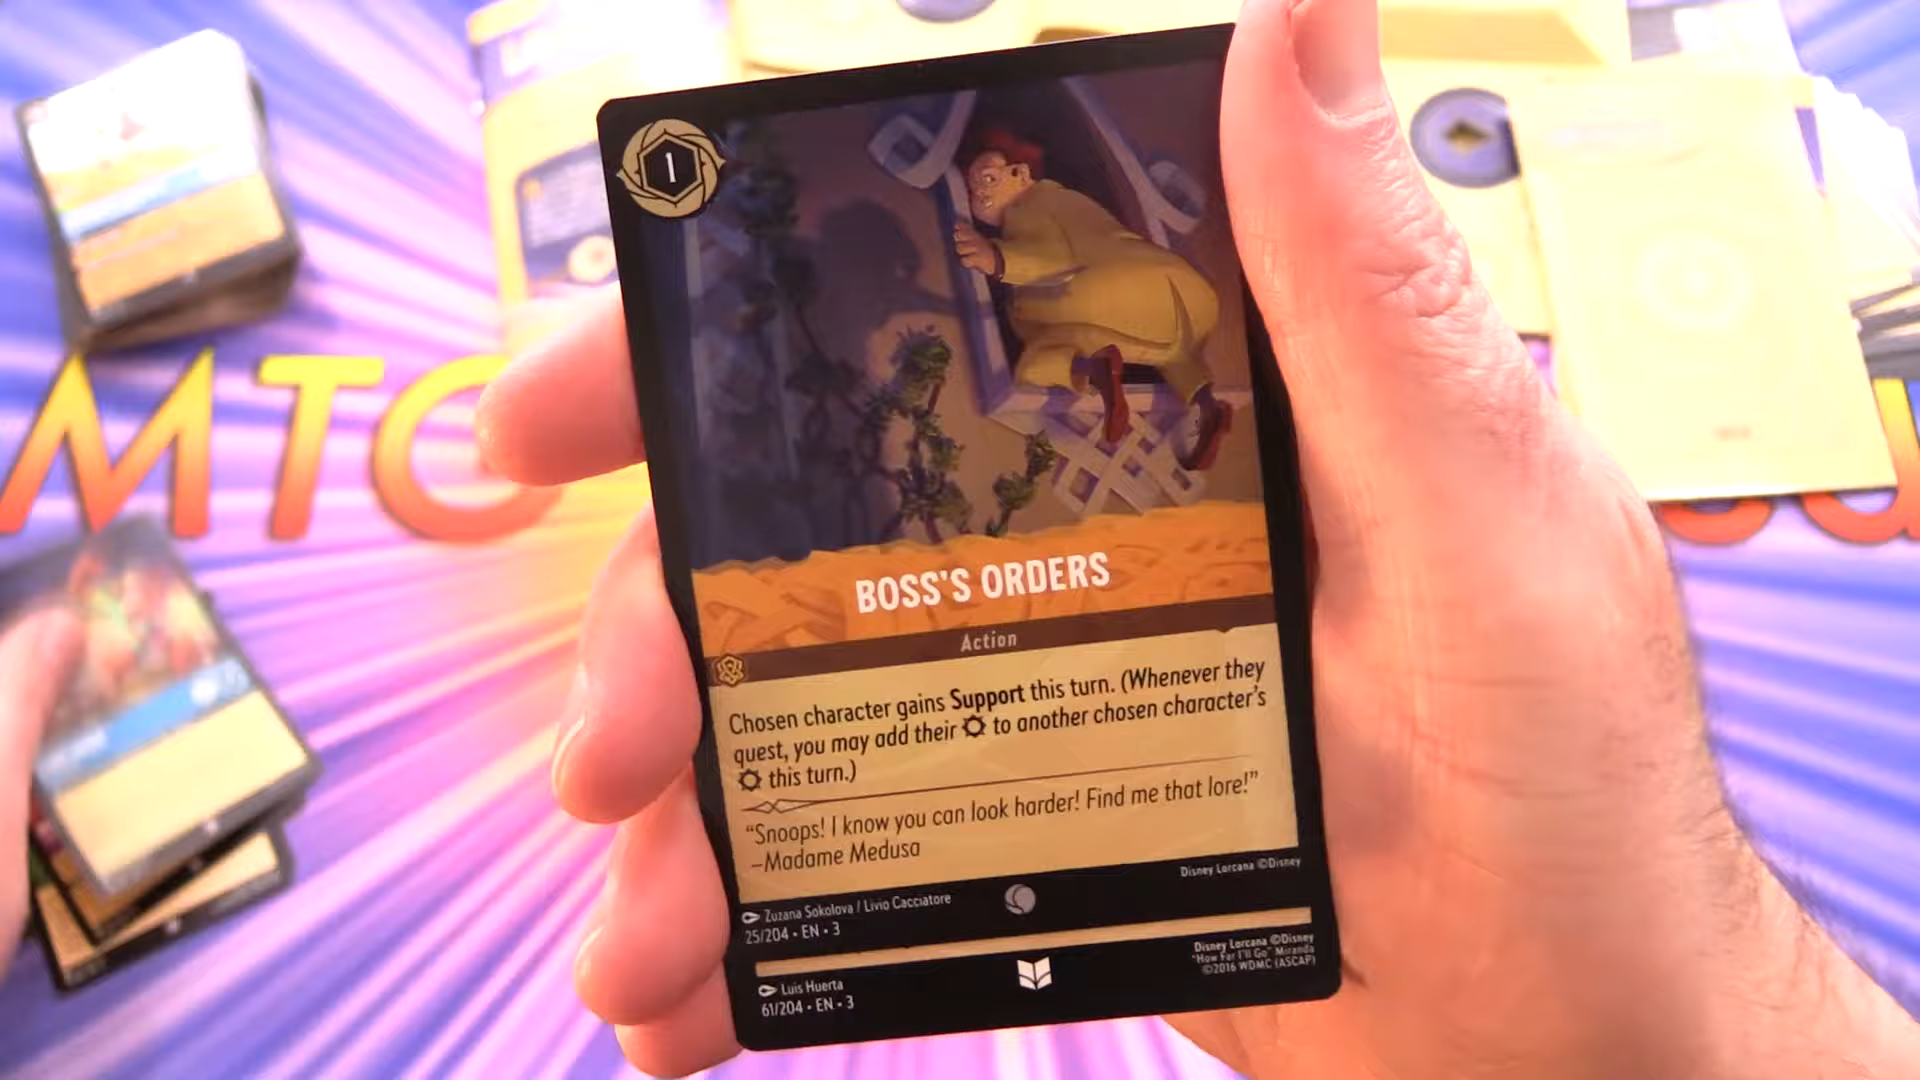 MTG
1
BOSS'S ORDERS
Action
Chosen character gains Support this turn. (Whenever they
quest, you may add their to another chosen character's
this turn.)
"Snoops! I know you can look harder! Find me that lore!"
–Madame Medusa
Zuzana Sokolova / Livio Cacciatore
Disney Lorcana ©Disney
25/204 • EN • 3
Luis Huerta
61/204 • EN • 3
Disney Lorcana ©Disney
"How Far I'll Go" Miranda
©2016 WDMC (ASCAP)